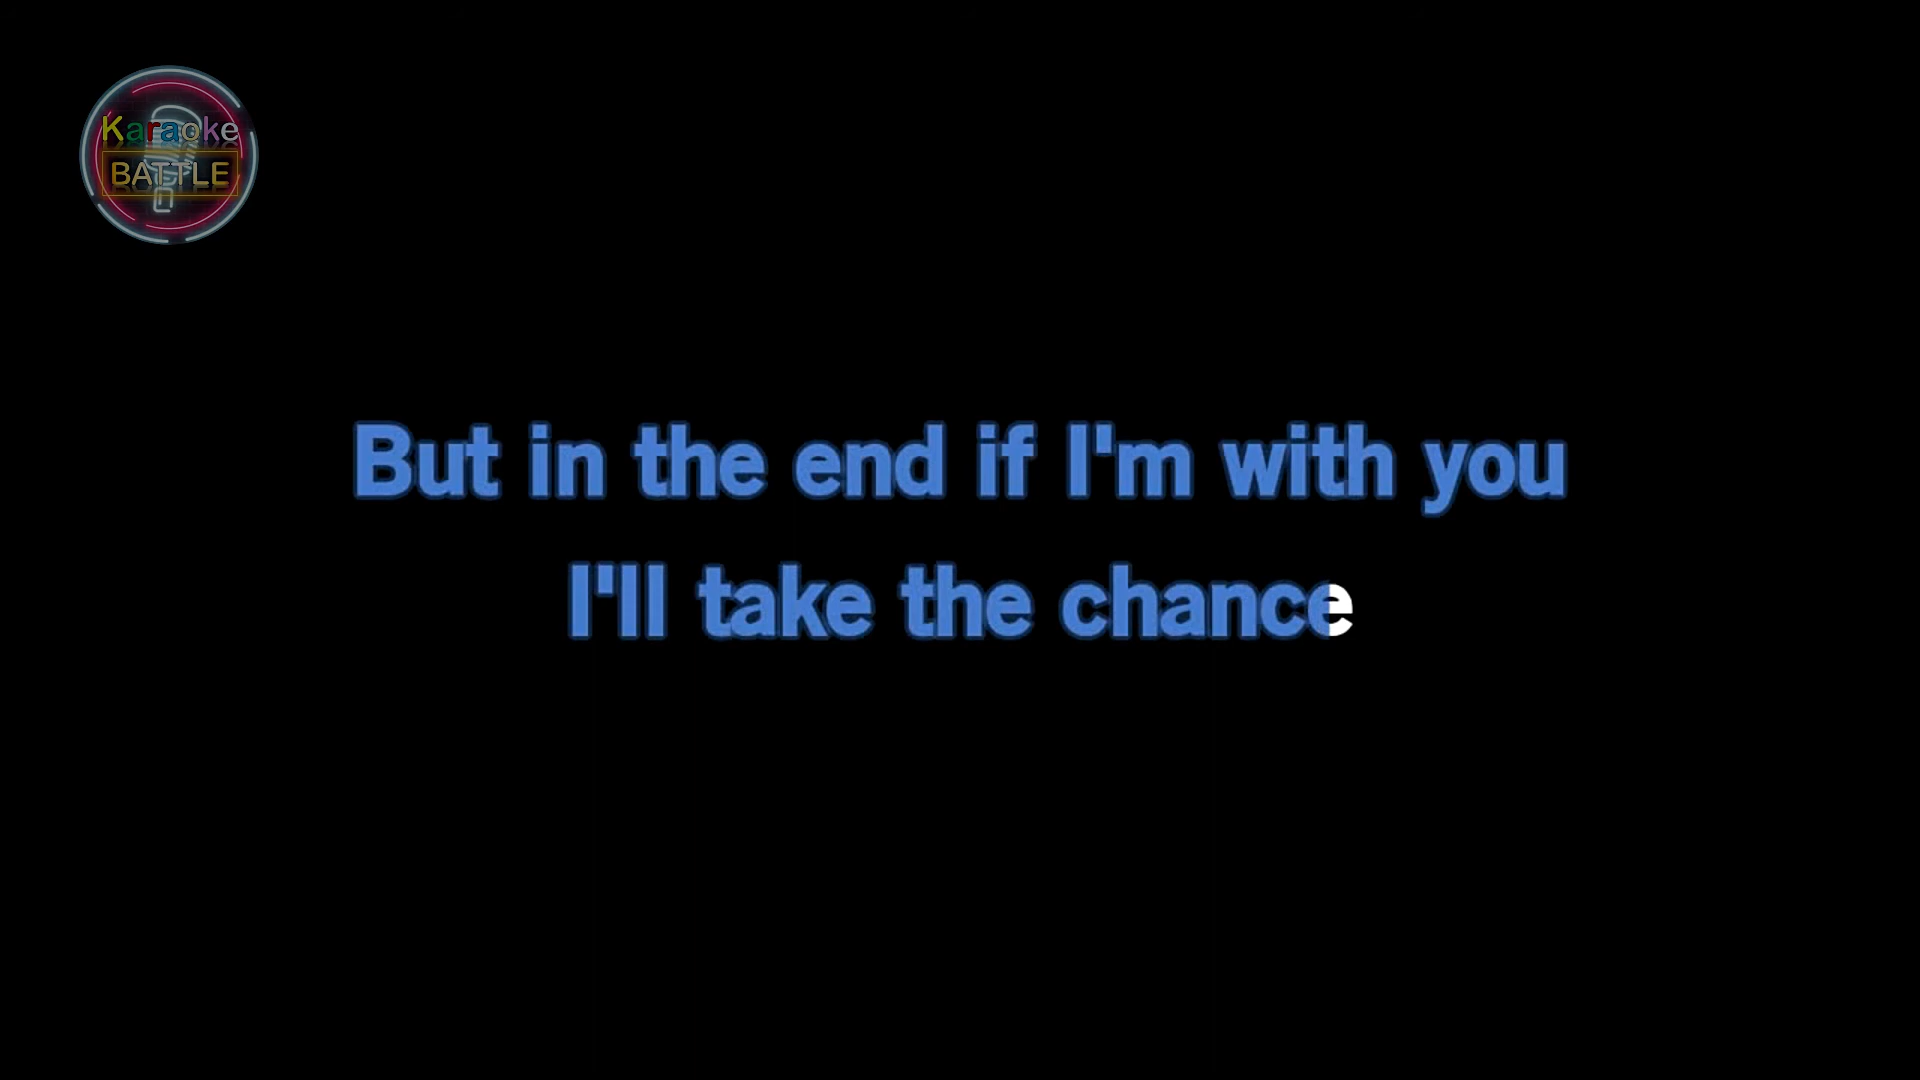 Karaoke
BATTLE
But in the end if I'm with you
I'll take the chance